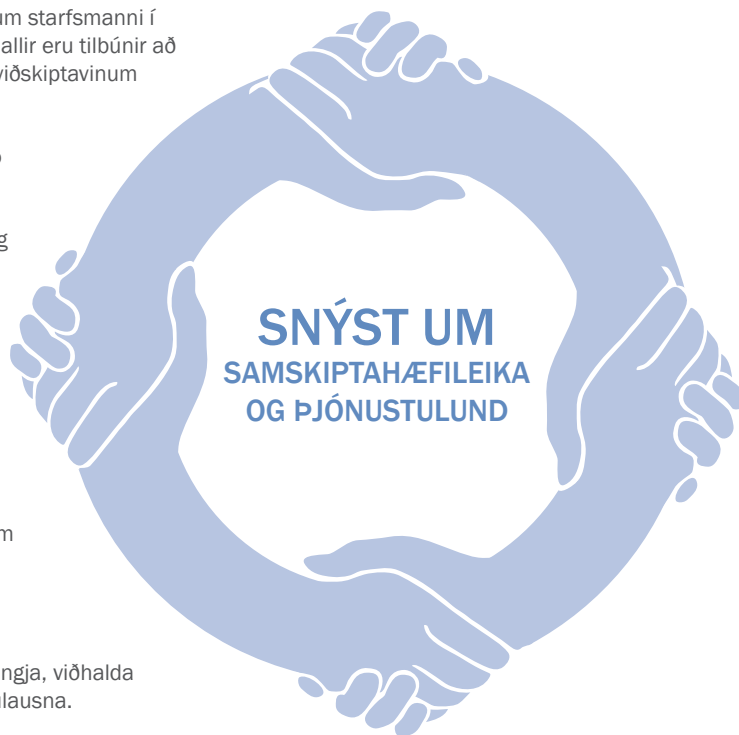 um starfsmanni í
allir eru tilbúnir að
viðskiptavinum
g
SNÝST UM
SAMSKIPTAHÆFILEIKA
OG ÞJÓNUSTULUND
m
ngja, viðhalda
lausna.